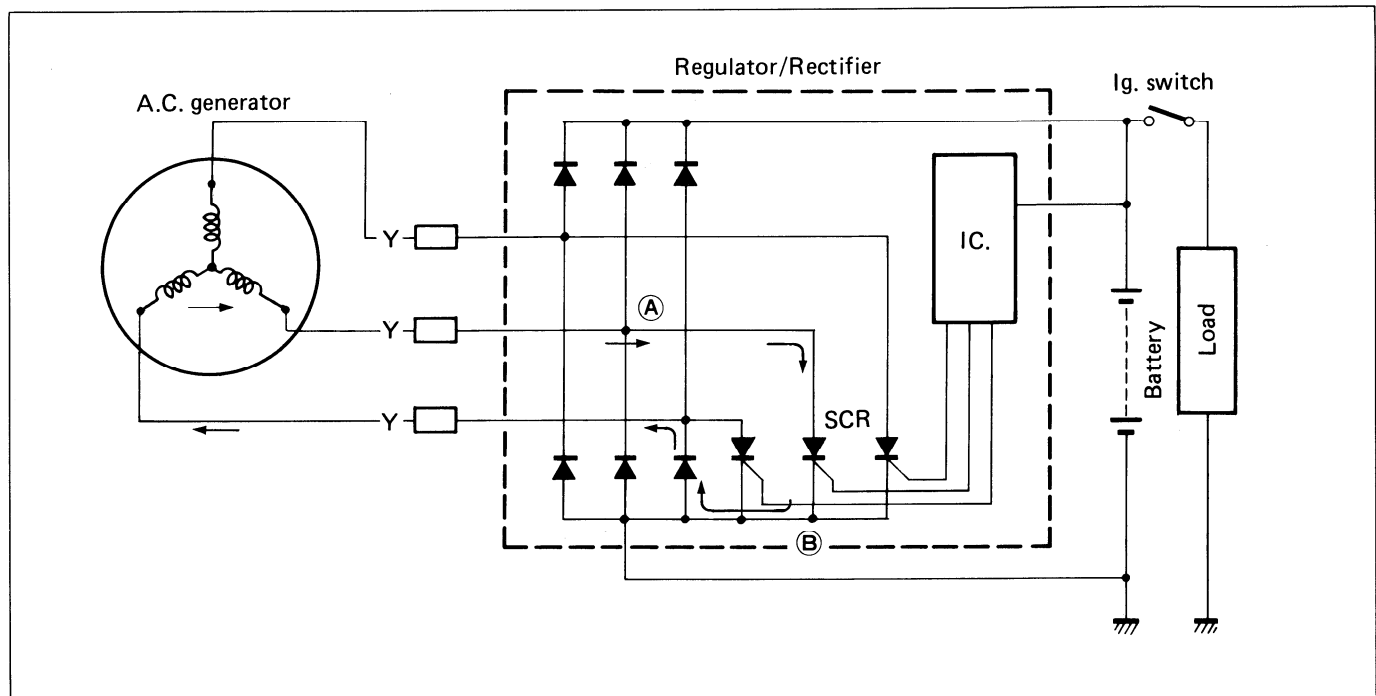 Regulator/Rectifier
Ig. switch
A.C. generator
Y
IC.
A
Y
Battery
Load
Y
SCR
B